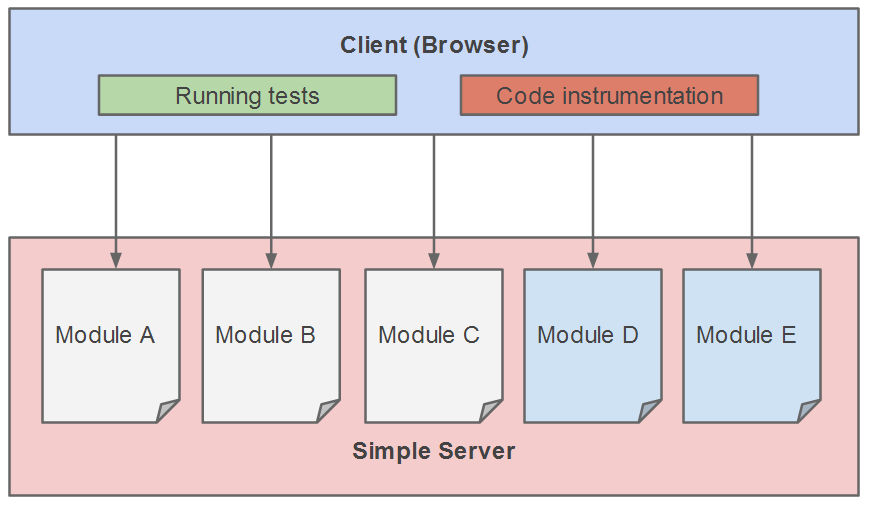 Client (Browser)
Running tests
Code instrumentation
Module A
Module B
Module C
Module D
Module E
Simple Server